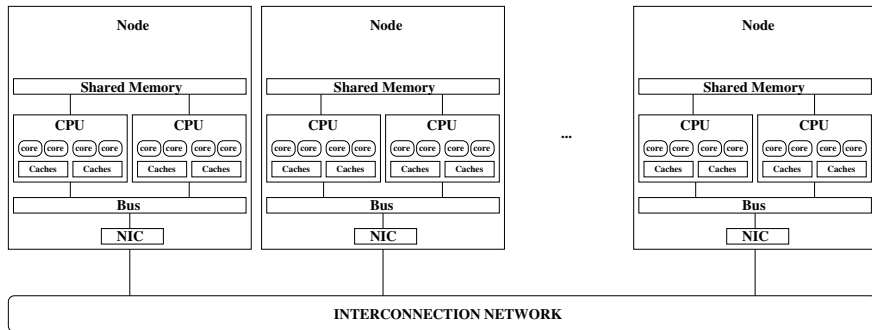 Node Node Node
Shared Memory Shared Memory Shared Memory
CPU CPU CPU CPU ... CPU CPU
core core core core core core core core core core core core core core core core core core core core core core core core
Caches Caches Caches Caches Caches Caches Caches Caches Caches Caches Caches Caches
Bus Bus Bus
NIC NIC NIC
INTERCONNECTION NETWORK